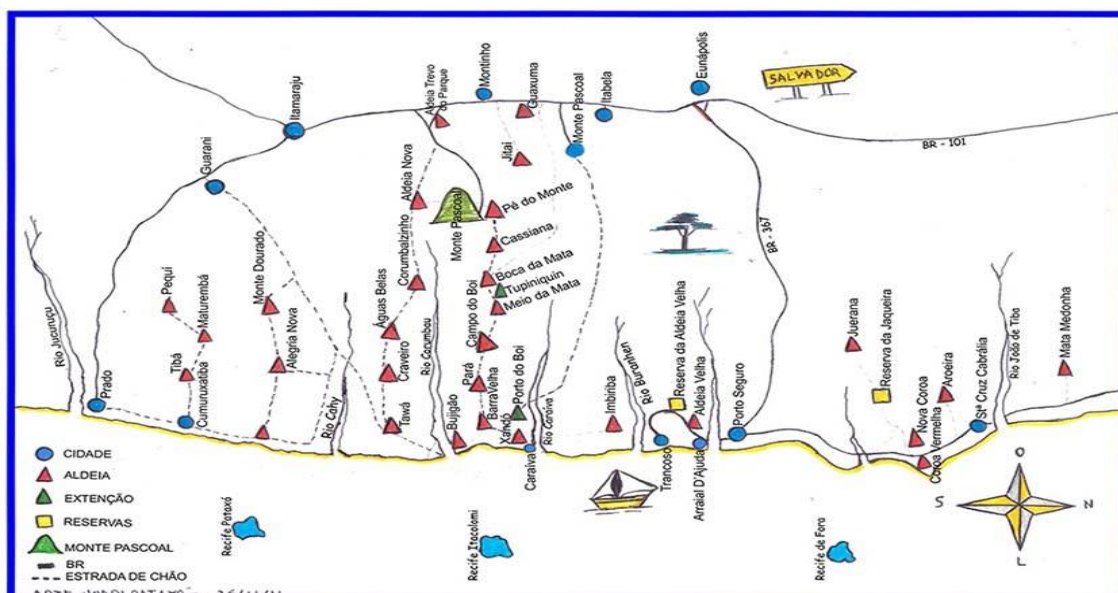 SALVADOR
Eunápolis
Itabela
Monte Pascoal
Guaxuma
Montinho
Aldeia Trevo
do Parque
Itamaraju
Guarani
BR - 101
Jitai
Aldeia Nova
Monte Pascoal
Pé do Monte
Cassiana
Corumbalzinho
Boca da Mata
Tupiniquin
Meio da Mata
BR - 367
Pequi
Maturembá
Monte Dourado
Águas Belas
Campo do Boi
Rio Jucuruçu
Prado
Tibá
Cumuruxatiba
Alegria Nova
Rio Cahy
Craveiro
Tawá
Rio Corumbau
Bujigão
Pará
BarraVelha
Xandó
Porto do Boi
Caraíva
Rio Caraiva
Imbiriba
Rio Buranhen
Reserva da Aldeia Velha
Aldeia Velha
Trancoso
Arraial D'Ajuda
Porto Seguro
Juerana
Reserva da Jaqueira
Nova Coroa
Coroa Vermelha
Aroeira
Stª Cruz Cabrália
Rio João de Tiba
Mata Medonha
CIDADE
ALDEIA
EXTENÇÃO
RESERVAS
MONTE PASCOAL
BR
ESTRADA DE CHÃO
Recife Pataxó
Recife Itacolomi
Recife de Fora
O
S
N
L